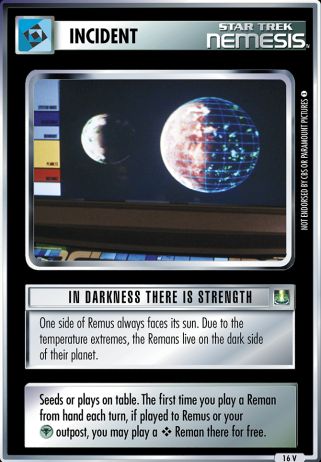 INCIDENT
STAR TREK
NEMESIS
NOT ENDORSED BY CBS OR PARAMOUNT PICTURES
IN DARKNESS THERE IS STRENGTH
One side of Remus always faces its sun. Due to the
temperature extremes, the Remans live on the dark side
of their planet.
Seeds or plays on table. The first time you play a Reman
from hand each turn, if played to Remus or your
outpost, you may play a Reman there for free.
16 V